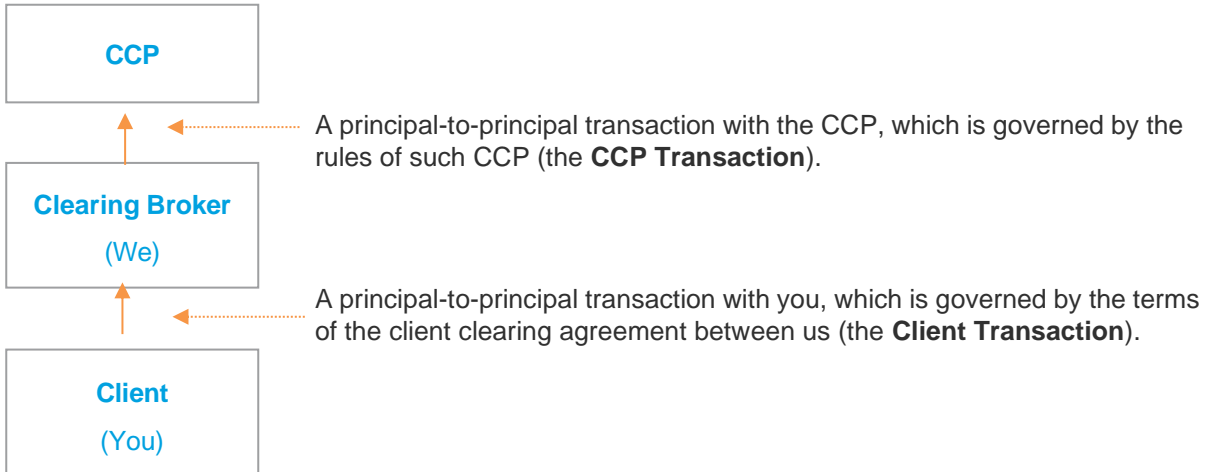 CCP
A principal-to-principal transaction with the CCP, which is governed by the
rules of such CCP (the CCP Transaction).
Clearing Broker
(We)
A principal-to-principal transaction with you, which is governed by the terms
of the client clearing agreement between us (the Client Transaction).
Client
(You)